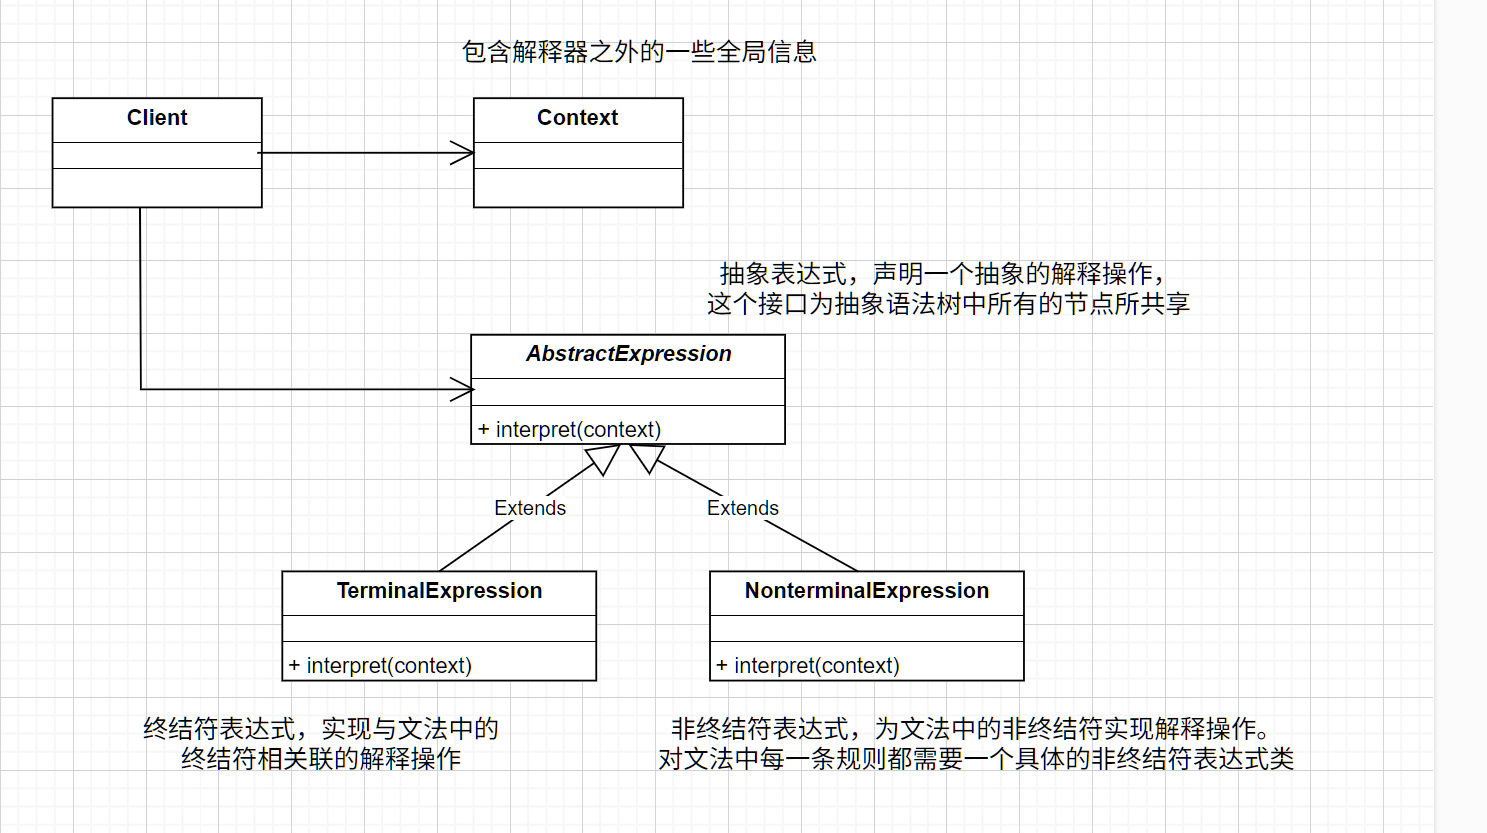 包含解释器之外的一些全局信息
Client
Context
抽象表达式，声明一个抽象的解释操作，
这个接口为抽象语法树中所有的节点所共享
AbstractExpression
+ interpret(context)
Extends
Extends
TerminalExpression
NonterminalExpression
+ interpret(context)
+ interpret(context)
终结符表达式，实现与文法中的
终结符相关联的解释操作
非终结符表达式，为文法中的非终结符实现解释操作。
对文法中每一条规则都需要一个具体的非终结符表达式类